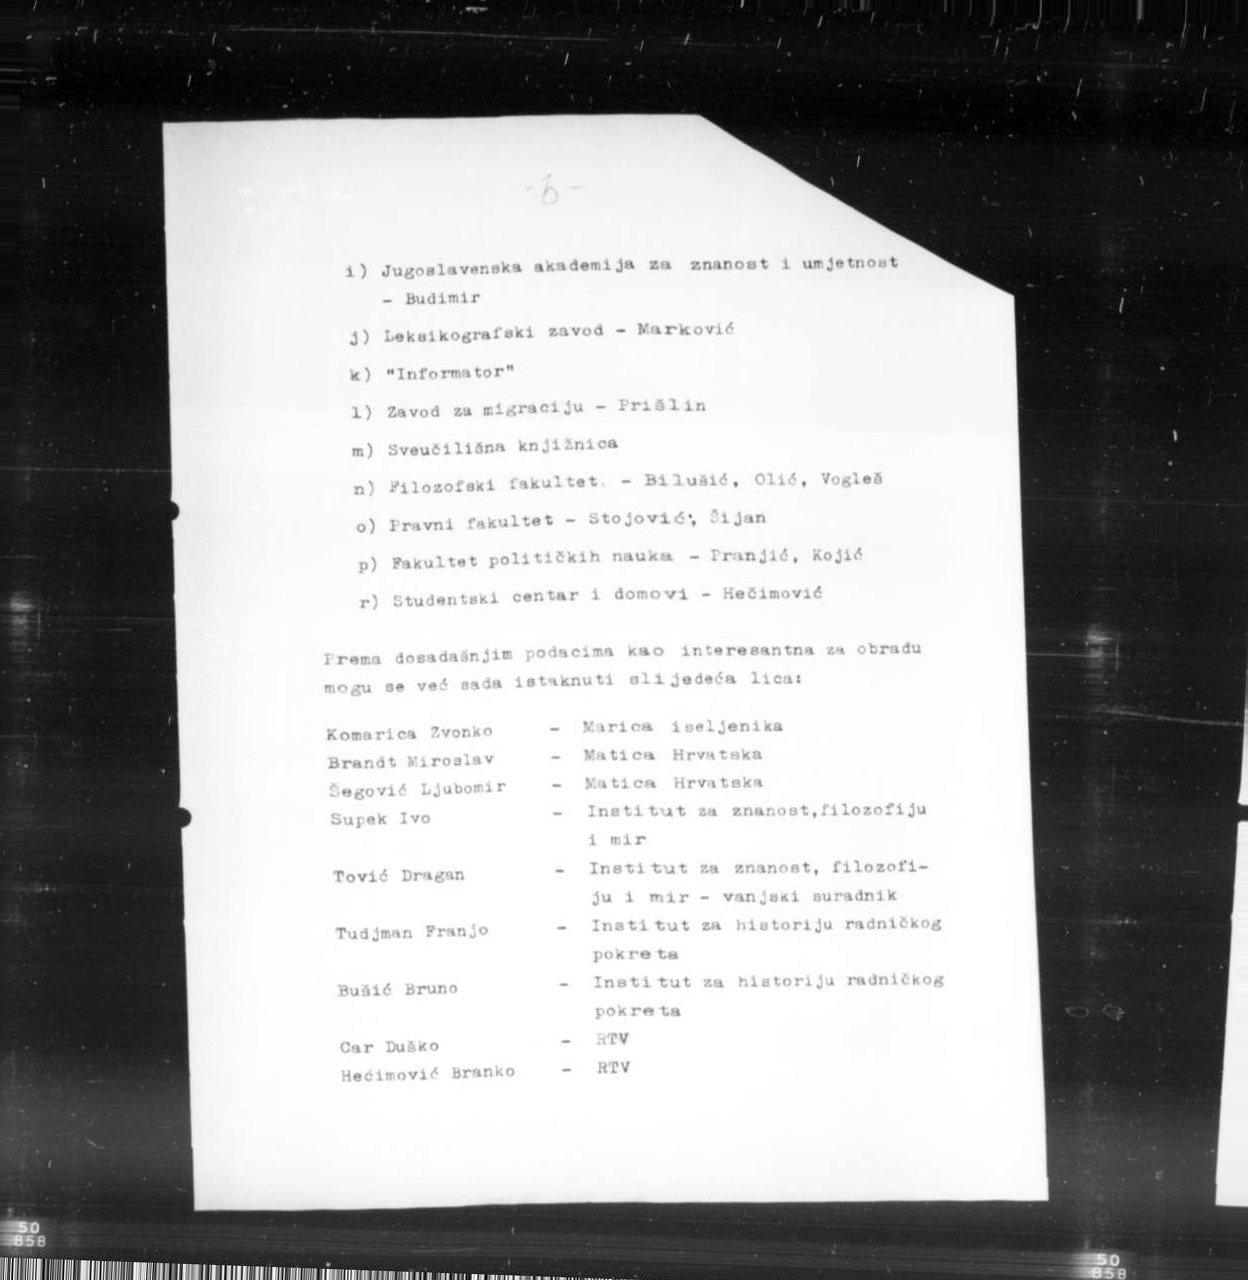 i) Jugoslavenska akademija za znanost i umjetnost
- Budimir
j) Leksikografski zavod - Marković
k) "Informator"
l) Zavod za migraciju - Prišlin
m) Sveučilišna knjižnica
n) Filozofski fakultet. - Bilušić, Olić, Vogleš
o) Pravni fakultet - Stojović, Šijan
p) Fakultet političkih nauka - Pranjić, Kojić
r) Studentski centar i domovi - Hečimović
Prema dosadašnjim podacima kao interesantna za obradu
mogu se već sada istaknuti slijedeća lica:
Komarica Zvonko - Marica iseljenika
Brandt Miroslav - Matica Hrvatska
Šegović Ljubomir - Matica Hrvatska
Supek Ivo - Institut za znanost,filozofiju
i mir
Tović Dragan - Institut za znanost, filozofi-
ju i mir - vanjski suradnik
Tudjman Franjo - Institut za historiju radničkog
pokreta
Bušić Bruno - Institut za historiju radničkog
pokreta
Car Duško - RTV
Hećimović Branko - RTV
50
858
50
858